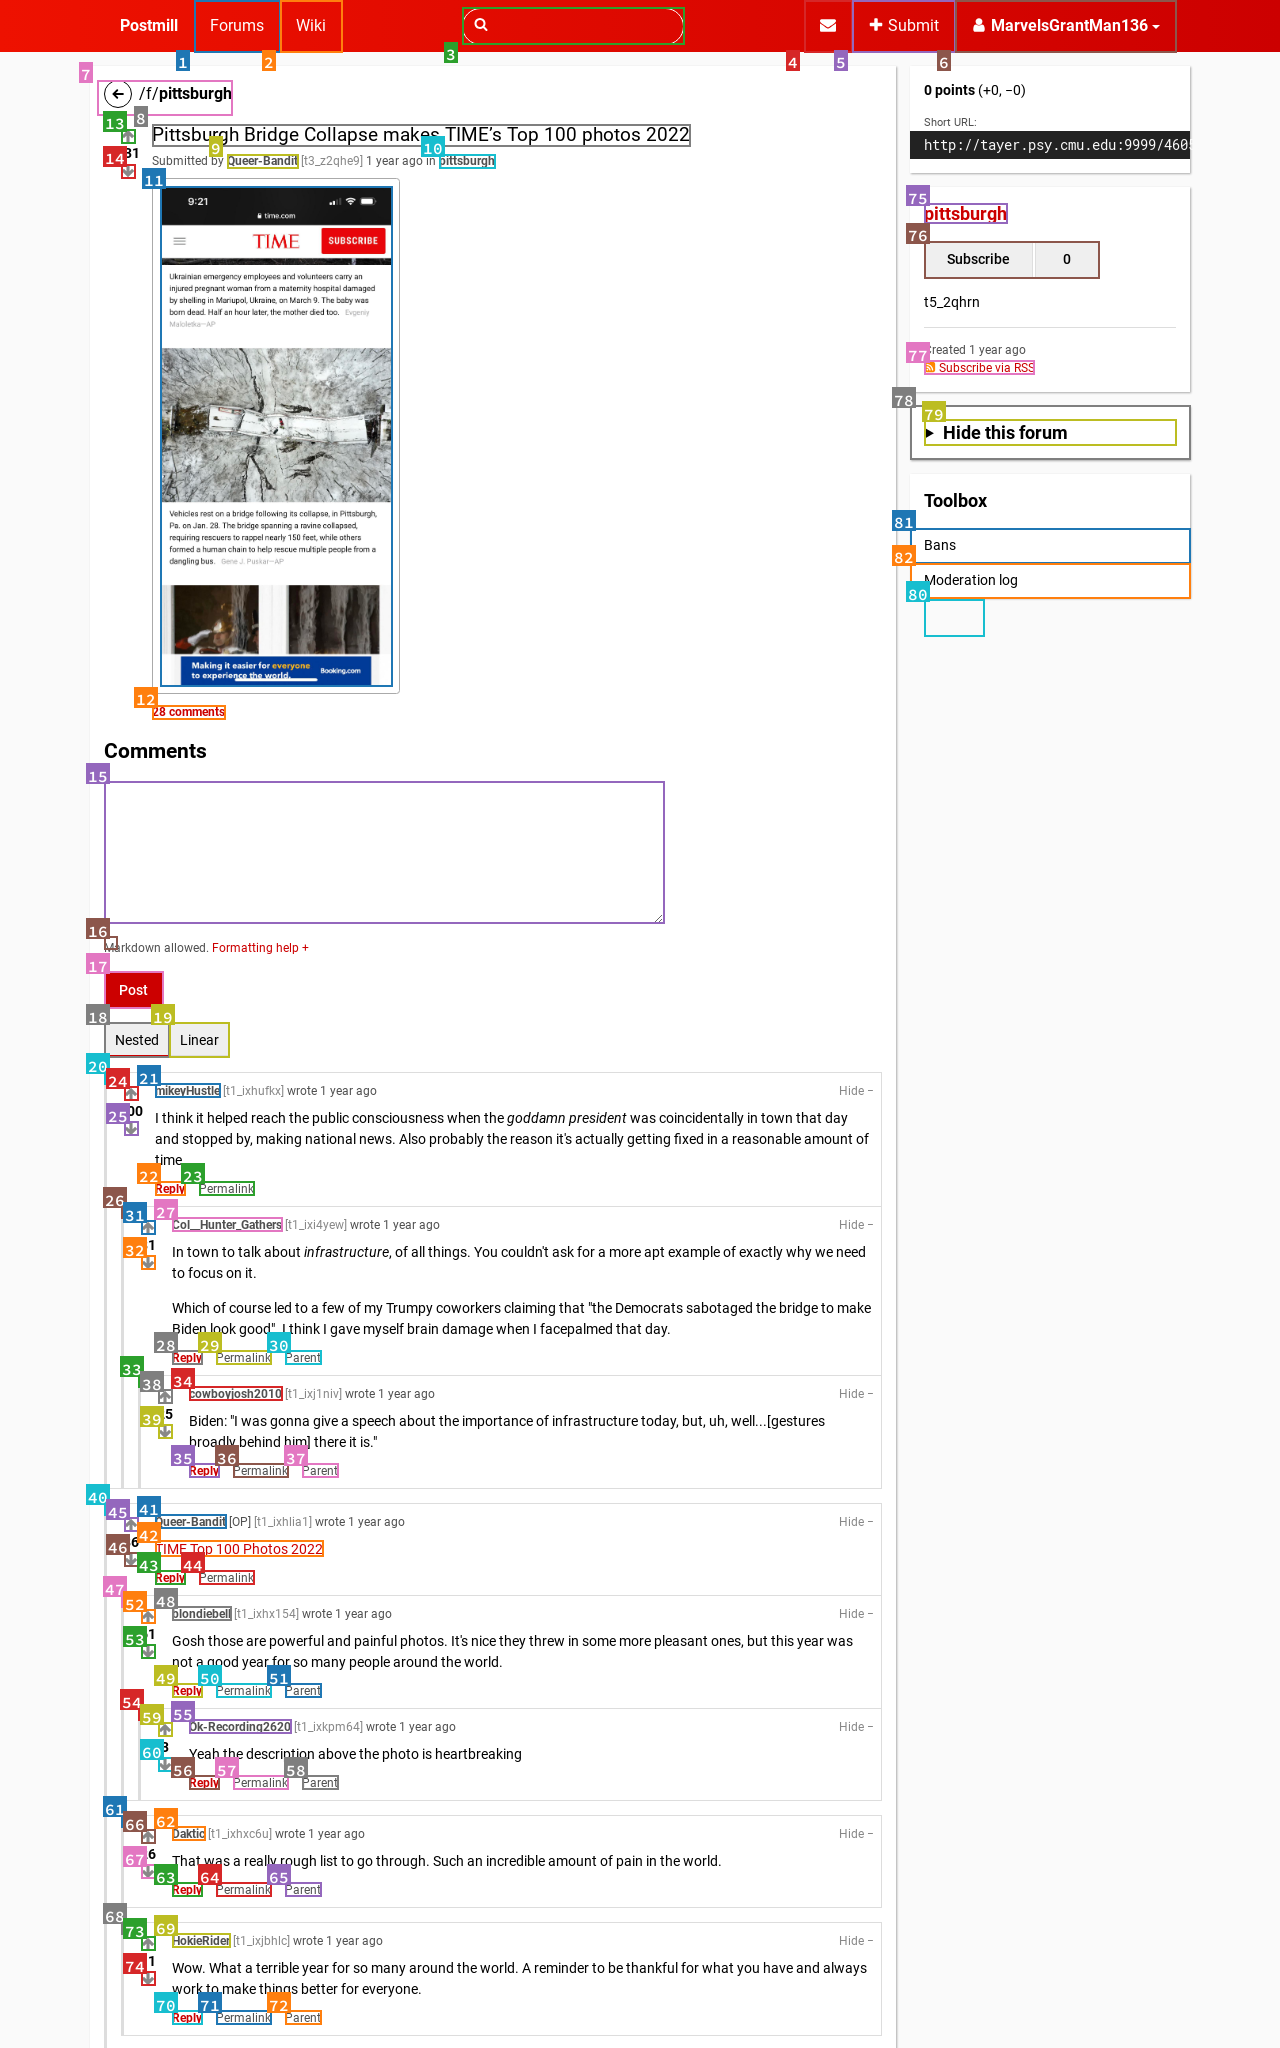 Postmill
Forums
Wiki
Submit
MarvelsGrantMan136
1
2
3
4
5
6
7
/f/pittsburgh
8
13
Pittsburgh Bridge Collapse makes TIME's Top 100 photos 2022
9
10
14
Submitted by Queer-Bandit [t3_z2qhe9] 1 year ago in pittsburgh
11
9:21
time.com
TIME
SUBSCRIBE
Ukrainian emergency employees and volunteers carry an
injured pregnant woman from a maternity hospital damaged
by shelling in Mariupol, Ukraine, on March 9. The baby was
born dead. Half an hour later, the mother died too. Evgeniy
Maloletka—AP
Vehicles rest on a bridge following its collapse, in Pittsburgh,
Pa. on Jan. 28. The bridge spanning a ravine collapsed,
requiring rescuers to rappel nearly 150 feet, while others
formed a human chain to help rescue multiple people from a
dangling bus. Gene J. Puskar—AP
Making it easier for everyone
to experience the world.
Booking.com
12
28 comments
Comments
15
16
Markdown allowed. Formatting help +
17
Post
18
19
Nested
Linear
20
24
21
mikeyHustle [t1_ixhufkx] wrote 1 year ago
Hide −
25
I think it helped reach the public consciousness when the goddamn president was coincidentally in town that day
and stopped by, making national news. Also probably the reason it's actually getting fixed in a reasonable amount of
time.
22
23
Reply
Permalink
26
31
27
Col__Hunter_Gathers [t1_ixi4yew] wrote 1 year ago
Hide −
32
In town to talk about infrastructure, of all things. You couldn't ask for a more apt example of exactly why we need
to focus on it.
Which of course led to a few of my Trumpy coworkers claiming that "the Democrats sabotaged the bridge to make
Biden look good". I think I gave myself brain damage when I facepalmed that day.
28
29
30
Reply
Permalink
Parent
33
38
34
cowboyjosh2010 [t1_ixj1niv] wrote 1 year ago
Hide −
39
Biden: "I was gonna give a speech about the importance of infrastructure today, but, uh, well...[gestures
broadly behind him] there it is."
35
36
37
Reply
Permalink
Parent
40
45
41
Queer-Bandit [OP] [t1_ixhlia1] wrote 1 year ago
Hide −
46
42
TIME Top 100 Photos 2022
43
44
Reply
Permalink
47
52
48
blondiebell [t1_ixhx154] wrote 1 year ago
Hide −
53
Gosh those are powerful and painful photos. It's nice they threw in some more pleasant ones, but this year was
not a good year for so many people around the world.
49
50
51
Reply
Permalink
Parent
54
59
55
Ok-Recording2620 [t1_ixkpm64] wrote 1 year ago
Hide −
60
Yeah the description above the photo is heartbreaking
56
57
58
Reply
Permalink
Parent
61
66
62
Daktic [t1_ixhxc6u] wrote 1 year ago
Hide −
67
That was a really rough list to go through. Such an incredible amount of pain in the world.
63
64
65
Reply
Permalink
Parent
68
73
69
HokieRider [t1_ixjbhlc] wrote 1 year ago
Hide −
74
Wow. What a terrible year for so many around the world. A reminder to be thankful for what you have and always
work to make things better for everyone.
70
71
72
Reply
Permalink
Parent
0 points (+0, −0)
Short URL:
http://tayer.psy.cmu.edu:9999/460
75
pittsburgh
76
Subscribe
0
t5_2qhrn
77
Created 1 year ago
Subscribe via RSS
78
79
Hide this forum
Toolbox
81
Bans
82
Moderation log
80